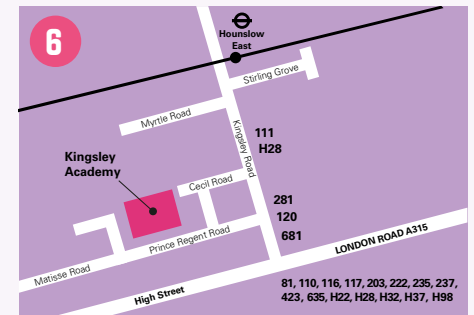 6
Hounslow
East
Stirling Grove
Myrtle Road
Kingsley Road
111
H28
Kingsley
Academy
Cecil Road
281
120
681
Prince Regent Road
Matisse Road
LONDON ROAD A315
High Street
81, 110, 116, 117, 203, 222, 235, 237,
423, 635, H22, H28, H32, H37, H98